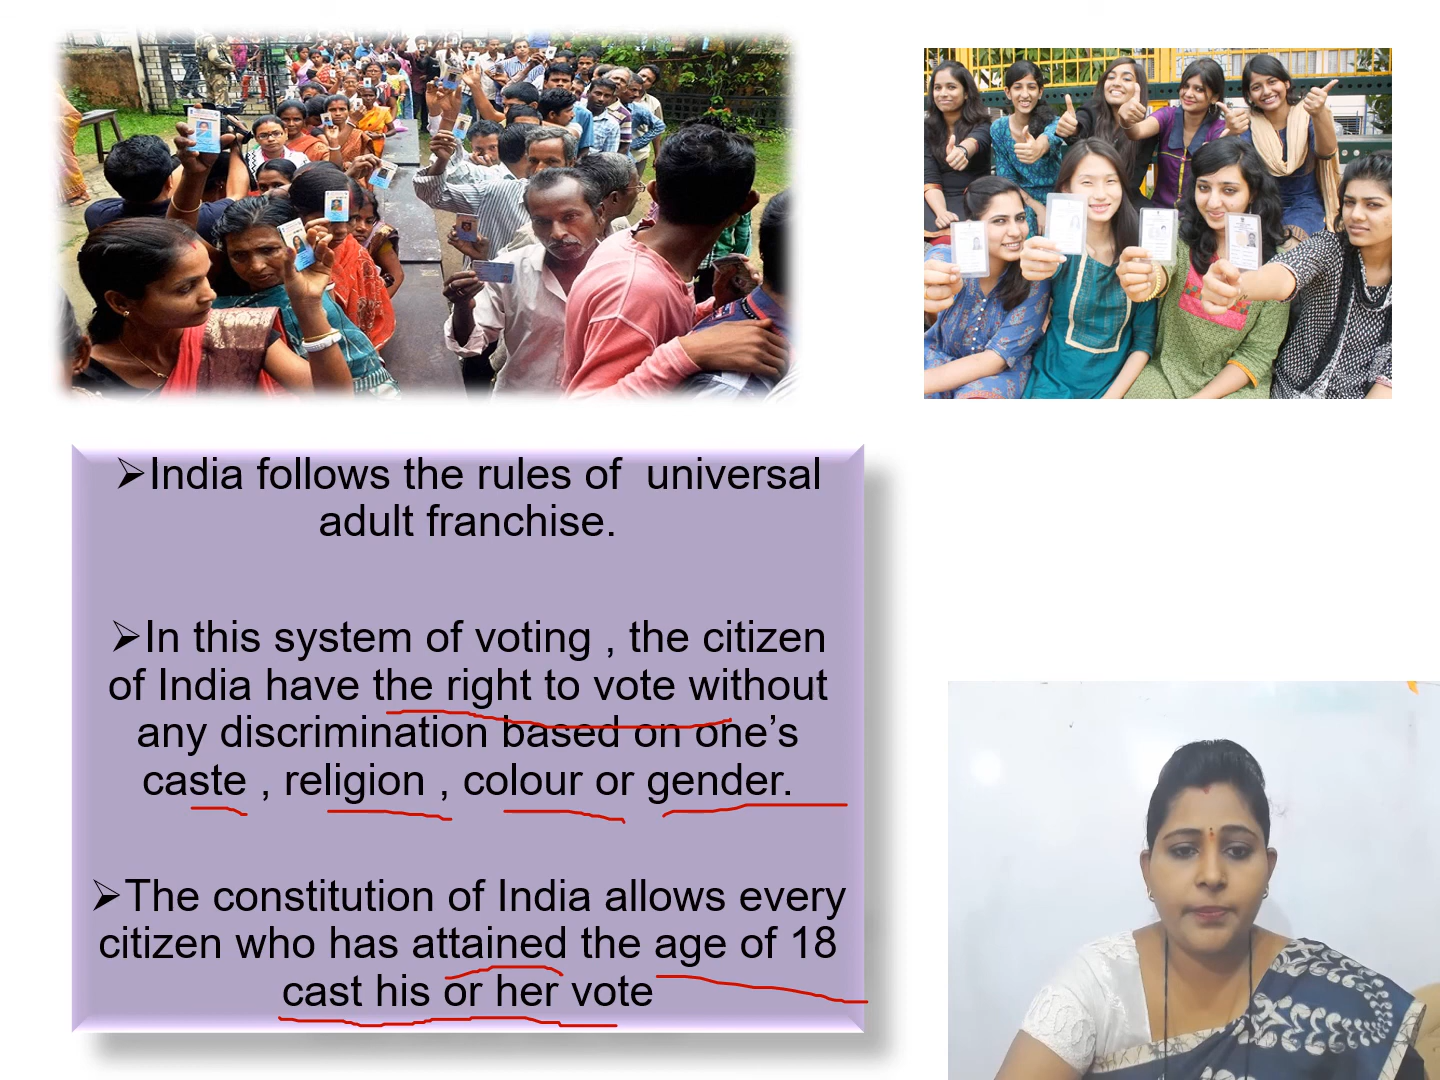 ➢India follows the rules of  universal
adult franchise.
➢In this system of voting , the citizen
of India have the right to vote without
any discrimination based on one’s
caste , religion , colour or gender.
➢The constitution of India allows every
citizen who has attained the age of 18
cast his or her vote